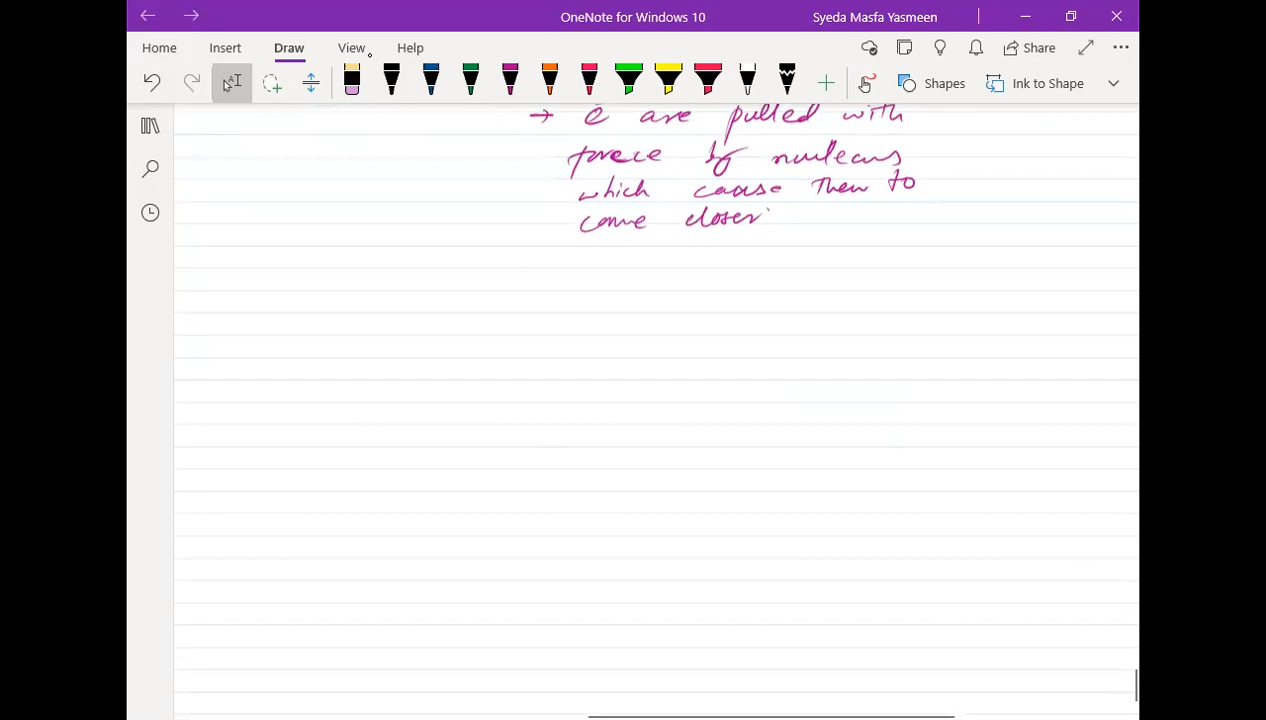 OneNote for Windows 10
Syeda Masfa Yasmeen
Home Insert Draw View Help
Share
Shapes
Ink to Shape
→ ē are pulled with
force by nucleus
which cause them to
come closer